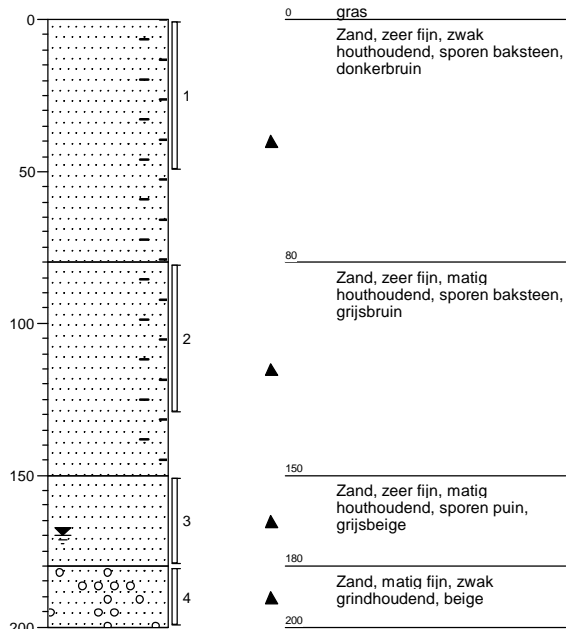 0
gras
Zand, zeer fijn, zwak
houthoudend, sporen baksteen,
donkerbruin
80
Zand, zeer fijn, matig
houthoudend, sporen baksteen,
grijsbruin
150
Zand, zeer fijn, matig
houthoudend, sporen puin,
grijsbeige
180
Zand, matig fijn, zwak
grindhoudend, beige
200
0
50
100
150
200
1
2
3
4